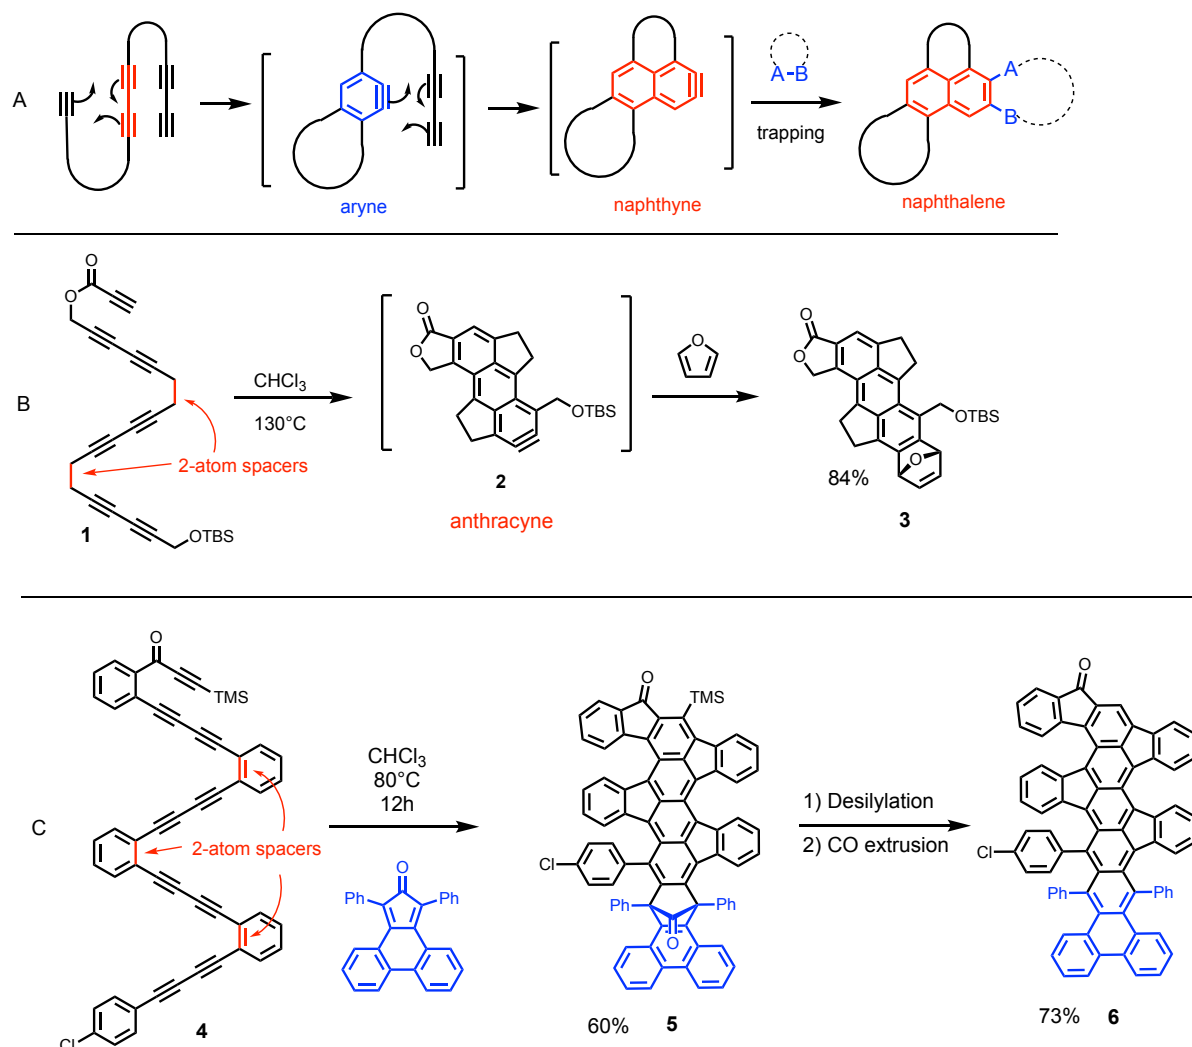 A
A-B
trapping
A
B
aryne
naphthyne
naphthalene
B
O
O
CHCl3
130°C
2-atom spacers
1
OTBS
O
O
OTBS
2
anthracyne
O
O
O
OTBS
O
84%
3
C
O
TMS
2-atom spacers
Cl
4
CHCl3
80°C
12h
O
Ph
Ph
O
TMS
Cl
Ph
Ph
O
60%
5
1) Desilylation
2) CO extrusion
O
Cl
Ph
Ph
73%
6